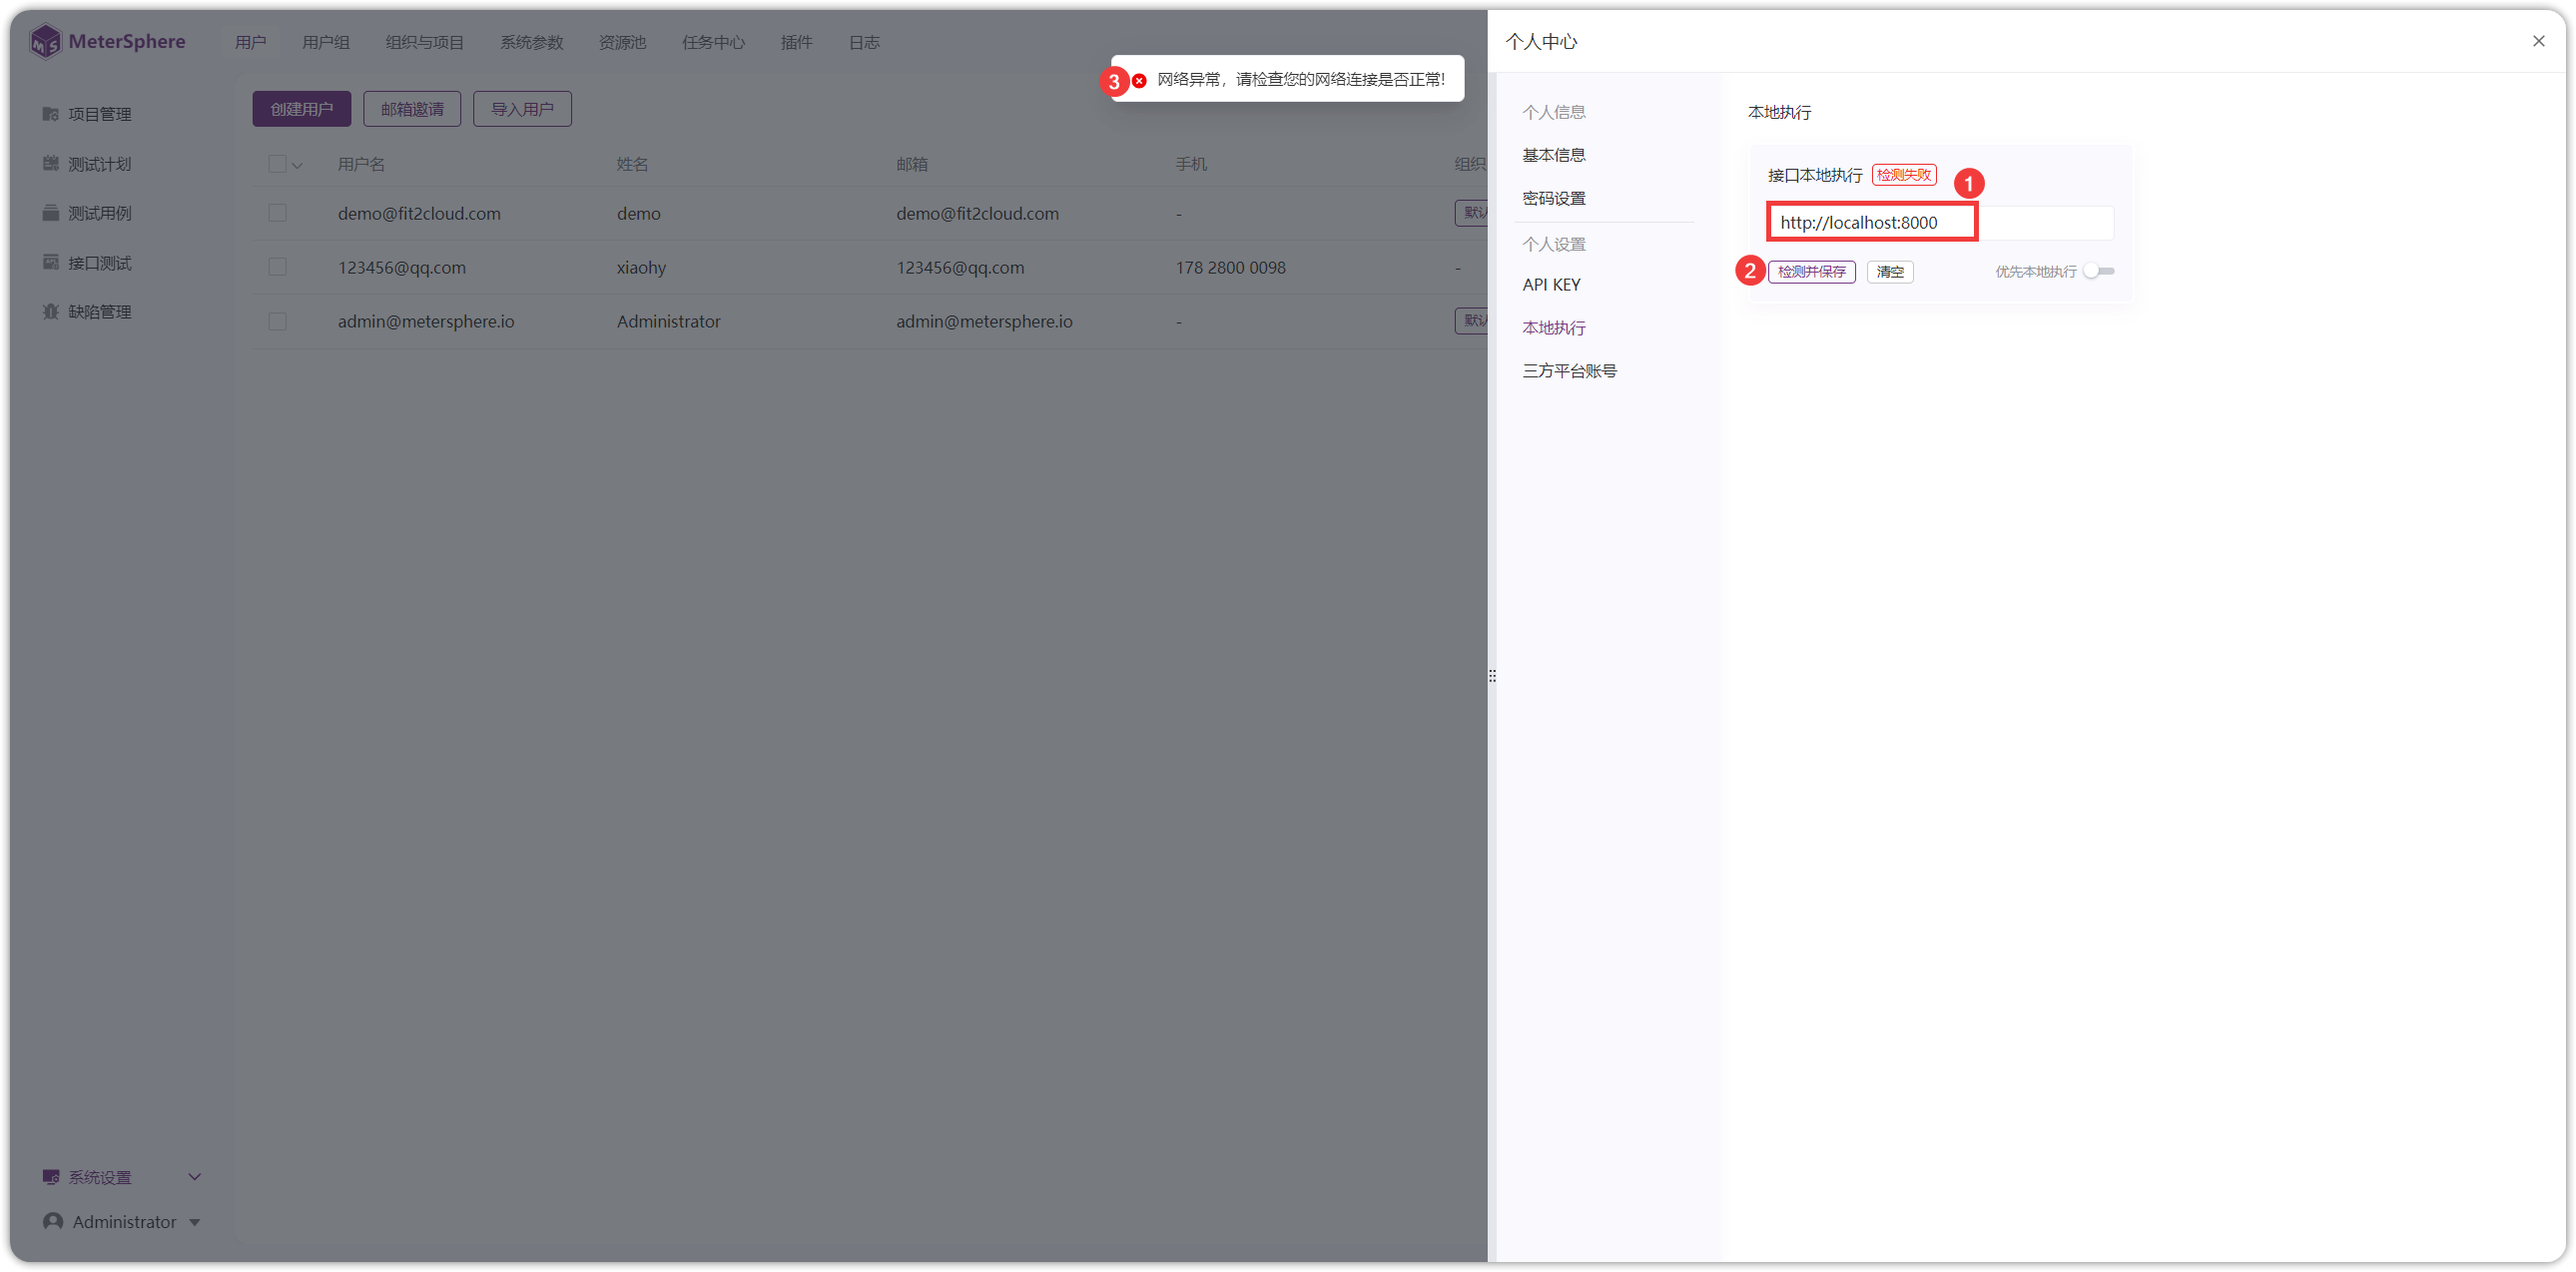 MeterSphere 用户 用户组 组织与项目 系统参数 资源池 任务中心 插件 日志
项目管理
测试计划
测试用例
接口测试
缺陷管理
系统设置
Administrator
创建用户 邮箱邀请 导入用户
用户名 姓名 邮箱 手机 组织
demo@fit2cloud.com demo demo@fit2cloud.com - 默认
123456@qq.com xiaohy 123456@qq.com 178 2800 0098 -
admin@metersphere.io Administrator admin@metersphere.io - 默认
3 网络异常，请检查您的网络连接是否正常!
个人中心
个人信息
基本信息
密码设置
个人设置
API KEY
本地执行
三方平台账号
本地执行
接口本地执行 检测失败 1
http://localhost:8000
2 检测并保存 清空 优先本地执行